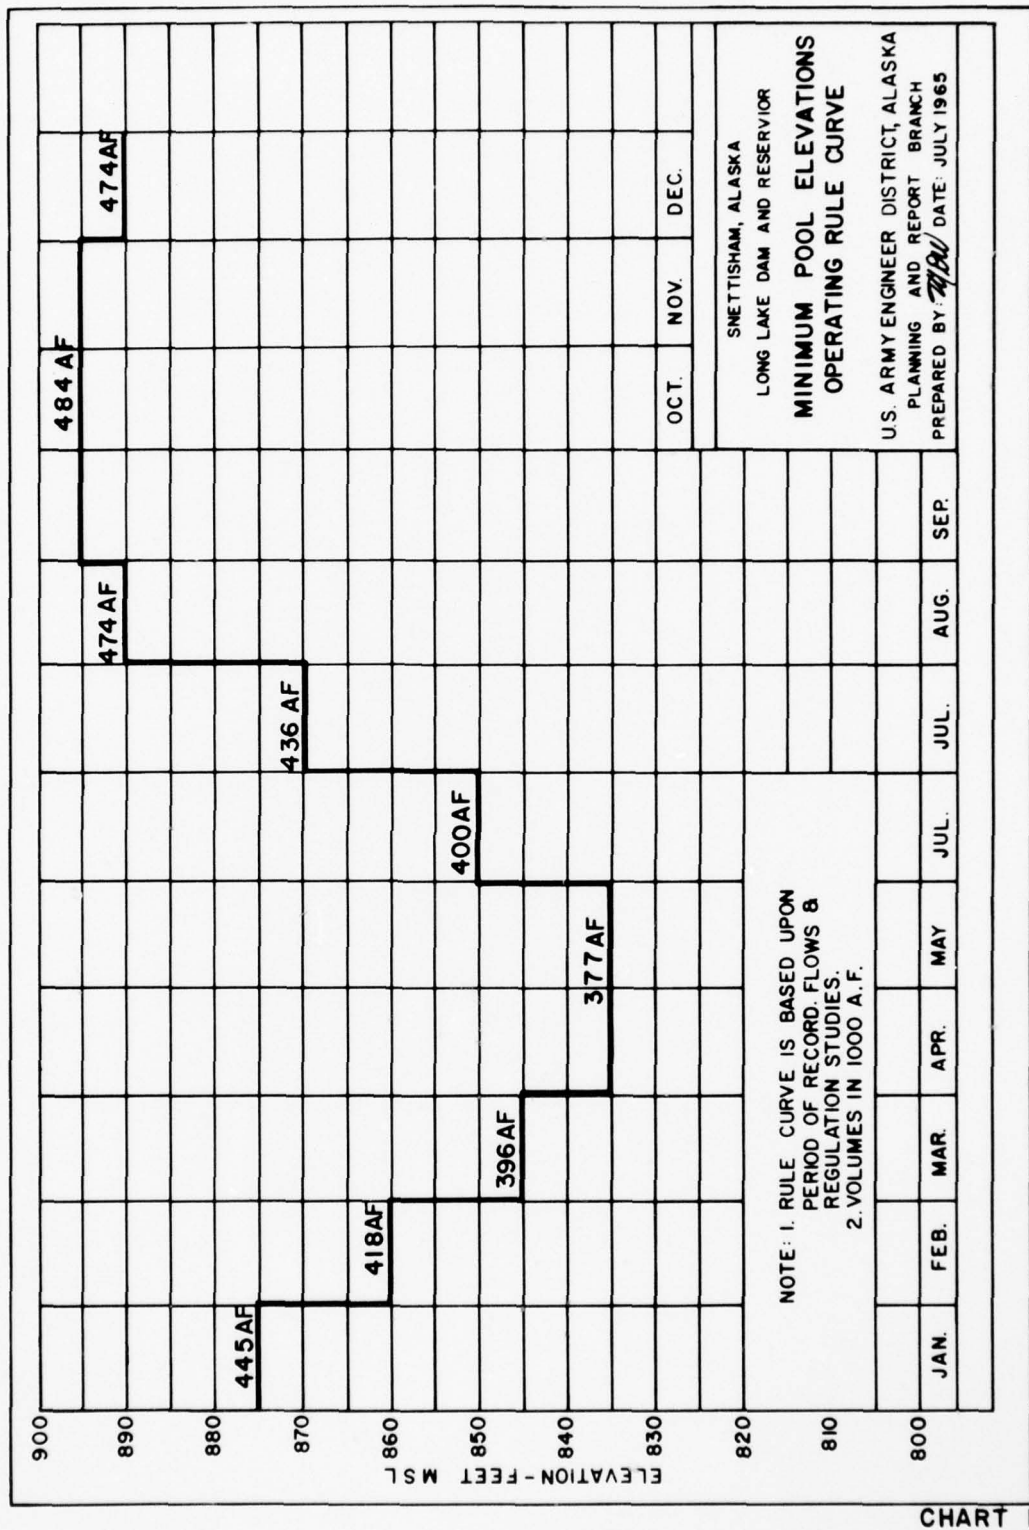 900
890
880
870
860
850
840
830
820
810
800
ELEVATION-FEET MSL
445AF
418AF
396AF
377AF
400AF
436 AF
474AF
484 AF
474AF
JAN.
FEB.
MAR.
APR.
MAY
JUL.
JUL.
AUG.
SEP.
OCT.
NOV.
DEC.
NOTE: 1. RULE CURVE IS BASED UPON
PERIOD OF RECORD. FLOWS &
REGULATION STUDIES.
2. VOLUMES IN 1000 A.F.
SNETTISHAM, ALASKA
LONG LAKE DAM AND RESERVIOR
MINIMUM POOL ELEVATIONS
OPERATING RULE CURVE
U.S. ARMY ENGINEER DISTRICT, ALASKA
PLANNING AND REPORT BRANCH
PREPARED BY: DATE: JULY 1965
CHART